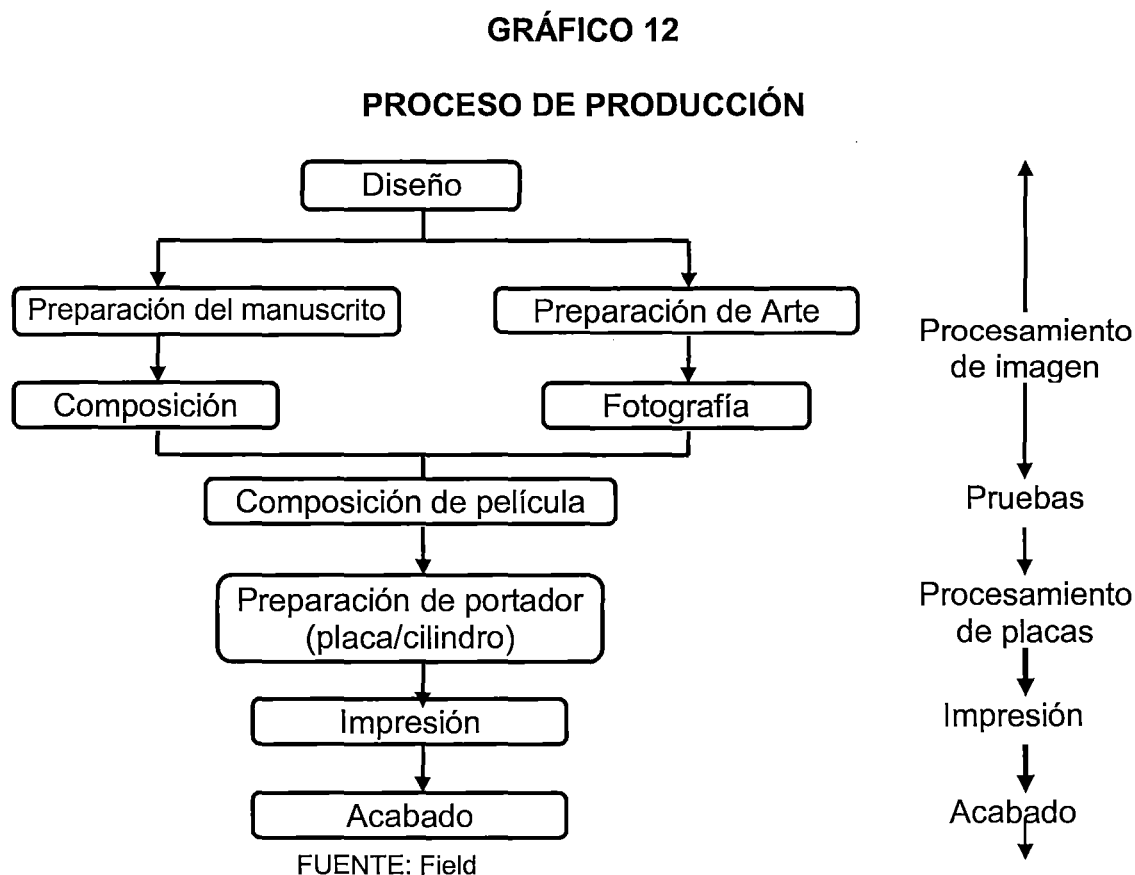 GRÁFICO 12
PROCESO DE PRODUCCIÓN
Diseño
Preparación del manuscrito
Preparación de Arte
Composición
Fotografía
Composición de película
Preparación de portador
(placa/cilindro)
Impresión
Acabado
FUENTE: Field
Procesamiento
de imagen
Pruebas
Procesamiento
de placas
Impresión
Acabado